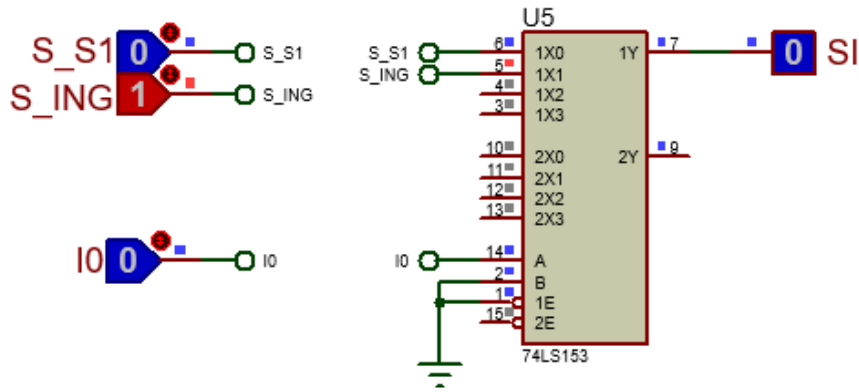 U5
S_S1 0 S_S1
S_ING 1 S_ING
S_S1 6 1X0 1Y 7 0 SI
S_ING 5 1X1
4 1X2
3 1X3
10 2X0 2Y 9
11 2X1
12 2X2
13 2X3
I0 0 I0
I0 14 A
2 B
1 1E
15 2E
74LS153